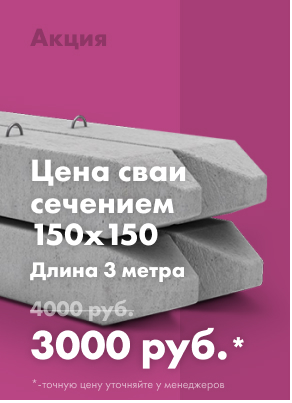 Акция
Цена сваи
сечением
150х150
Длина 3 метра
4000 руб.
3000 руб.*
*-точную цену уточняйте у менеджеров